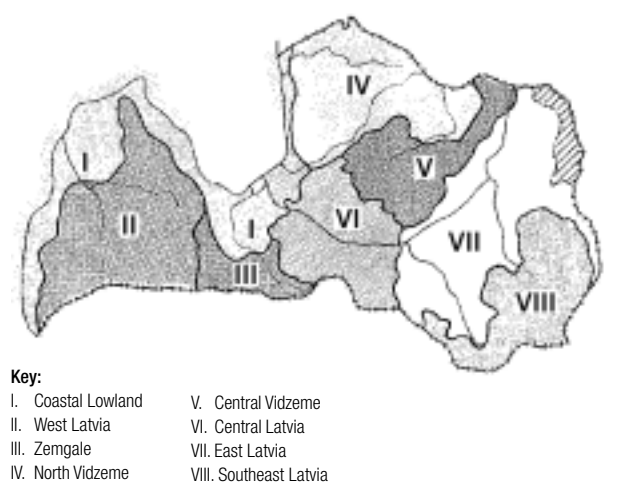 IV
I
V
II
I
VI
VII
III
VIII
Key:
I. Coastal Lowland
II. West Latvia
III. Zemgale
IV. North Vidzeme
V. Central Vidzeme
VI. Central Latvia
VII. East Latvia
VIII. Southeast Latvia